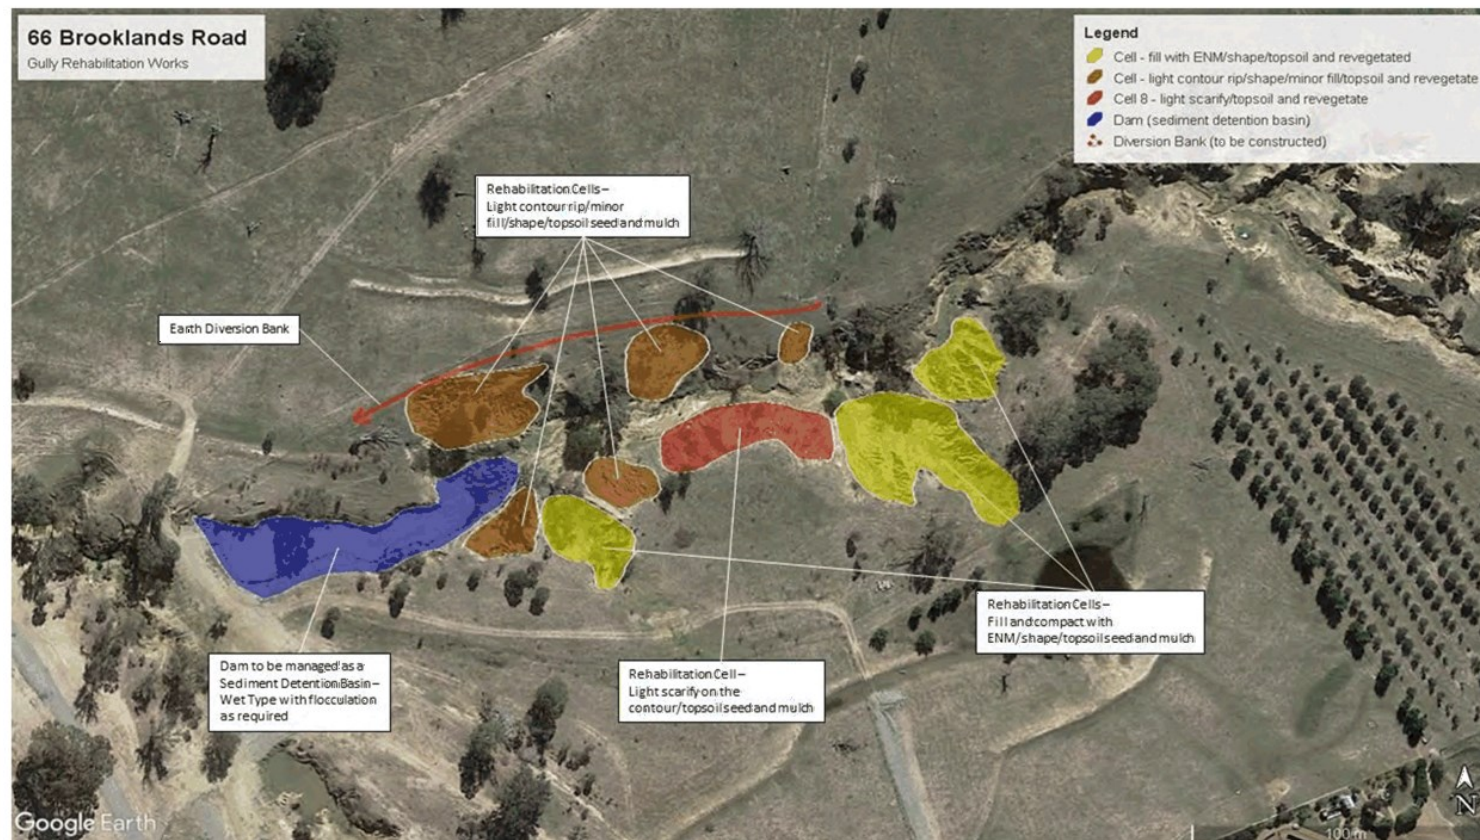 66 Brooklands Road
Gully Rehabilitation Works
Legend
Cell - fill with ENM/shape/topsoil and revegetated
Cell - light contour rip/shape/minor fill/topsoil and revegetate
Cell 8 - light scarify/topsoil and revegetate
Dam (sediment detention basin)
Diversion Bank (to be constructed)
Rehabilitation Cells–
Light contour rip/minor
fill/shape/topsoil seed and mulch
Earth Diversion Bank
Rehabilitation Cells–
Fill and compact with
ENM/shape/topsoil seed and mulch
Dam to be managed as a
Sediment Detention Basin–
Wet Type with flocculation
as required
Rehabilitation Cell–
Light scarify on the
contour/topsoil seed and mulch
Google Earth
100 m
N